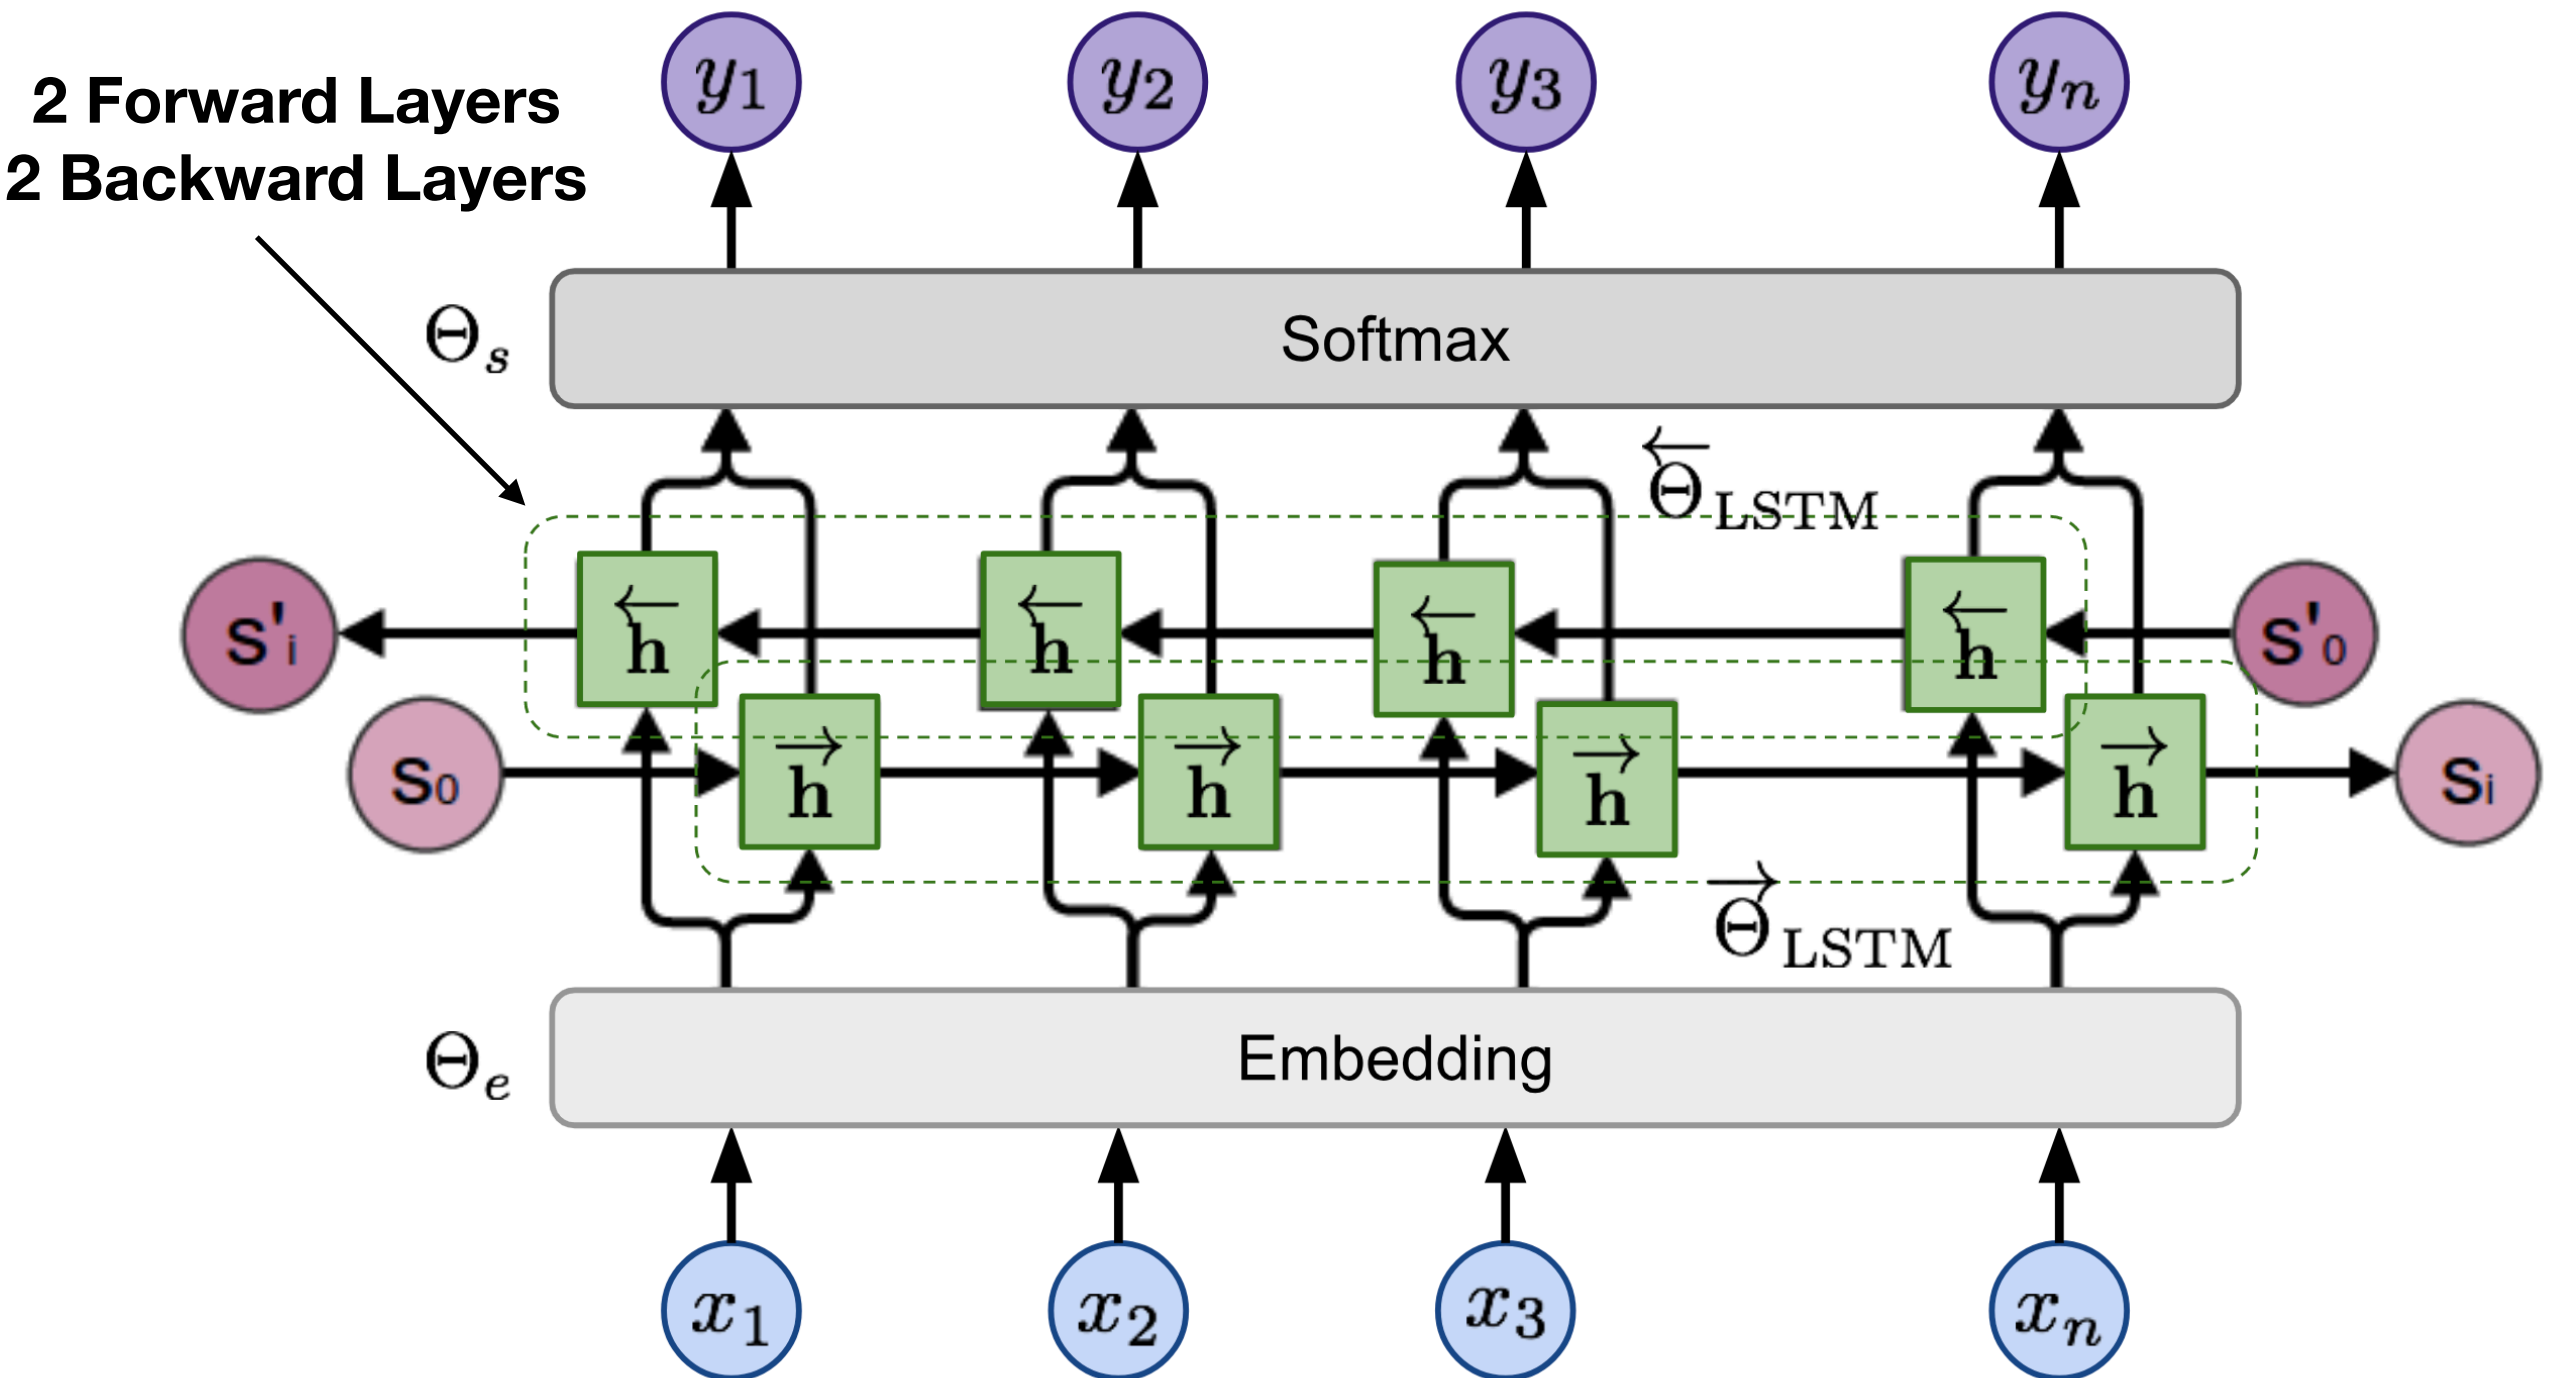 y₁ y₂ y₃ yₙ
2 Forward Layers
2 Backward Layers
Θₛ Softmax
←Θ LSTM
s'ᵢ ←h ←h ←h ←h s'₀
s₀ →h →h →h →h sᵢ
→Θ LSTM
Θₑ Embedding
x₁ x₂ x₃ xₙ